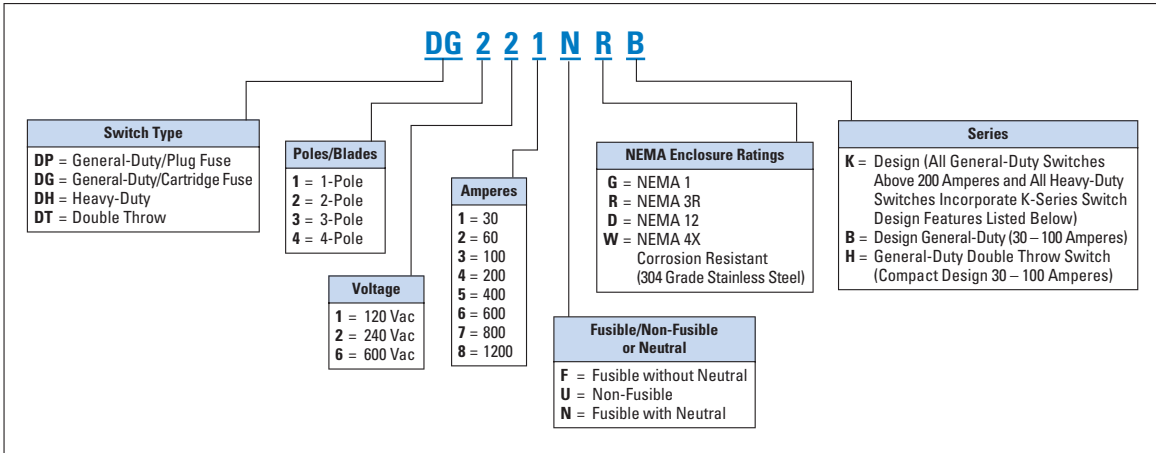 DG 2 2 1 N R B
Switch Type
DP = General-Duty/Plug Fuse
DG = General-Duty/Cartridge Fuse
DH = Heavy-Duty
DT = Double Throw
Poles/Blades
1 = 1-Pole
2 = 2-Pole
3 = 3-Pole
4 = 4-Pole
Voltage
1 = 120 Vac
2 = 240 Vac
6 = 600 Vac
Amperes
1 = 30
2 = 60
3 = 100
4 = 200
5 = 400
6 = 600
7 = 800
8 = 1200
Fusible/Non-Fusible
or Neutral
F = Fusible without Neutral
U = Non-Fusible
N = Fusible with Neutral
NEMA Enclosure Ratings
G = NEMA 1
R = NEMA 3R
D = NEMA 12
W = NEMA 4X
Corrosion Resistant
(304 Grade Stainless Steel)
Series
K = Design (All General-Duty Switches
Above 200 Amperes and All Heavy-Duty
Switches Incorporate K-Series Switch
Design Features Listed Below)
B = Design General-Duty (30 – 100 Amperes)
H = General-Duty Double Throw Switch
(Compact Design 30 – 100 Amperes)